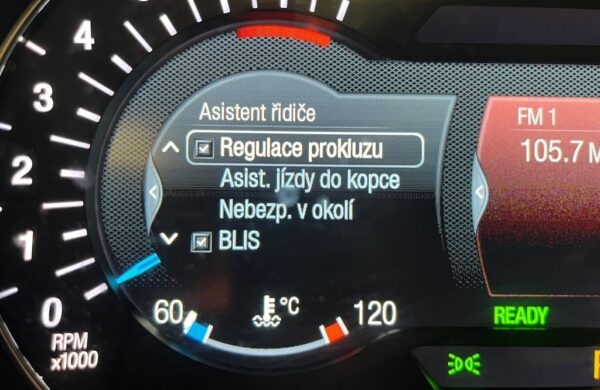 4
3
2
1
0
RPM
x1000
Asistent řidiče
Regulace prokluzu
Asist. jízdy do kopce
Nebezp. v okolí
BLIS
60
°C
120
FM 1
105.7
READY